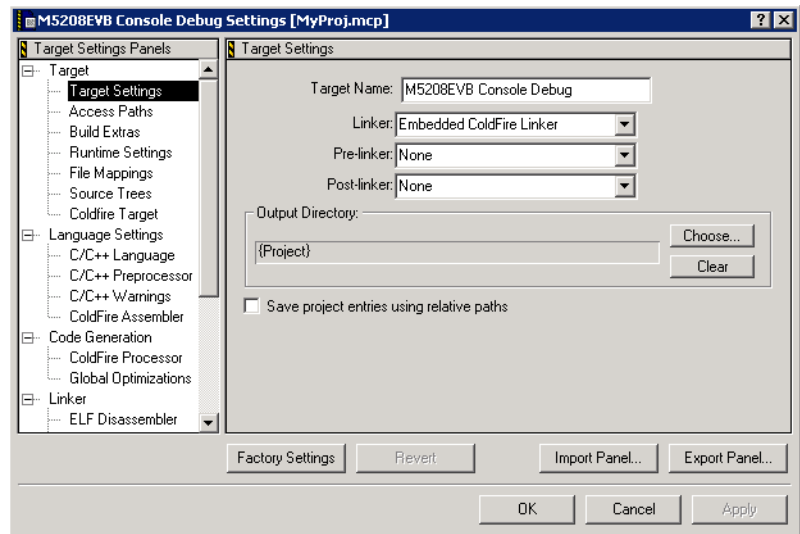 M5208EVB Console Debug Settings [MyProj.mcp]
Target Settings Panels
Target
Target Settings
Access Paths
Build Extras
Runtime Settings
File Mappings
Source Trees
Coldfire Target
Language Settings
C/C++ Language
C/C++ Preprocessor
C/C++ Warnings
ColdFire Assembler
Code Generation
ColdFire Processor
Global Optimizations
Linker
ELF Disassembler
Target Settings
Target Name: M5208EVB Console Debug
Linker: Embedded ColdFire Linker
Pre-linker: None
Post-linker: None
Output Directory:
{Project}
Choose...
Clear
Save project entries using relative paths
Factory Settings
Revert
Import Panel...
Export Panel...
OK
Cancel
Apply